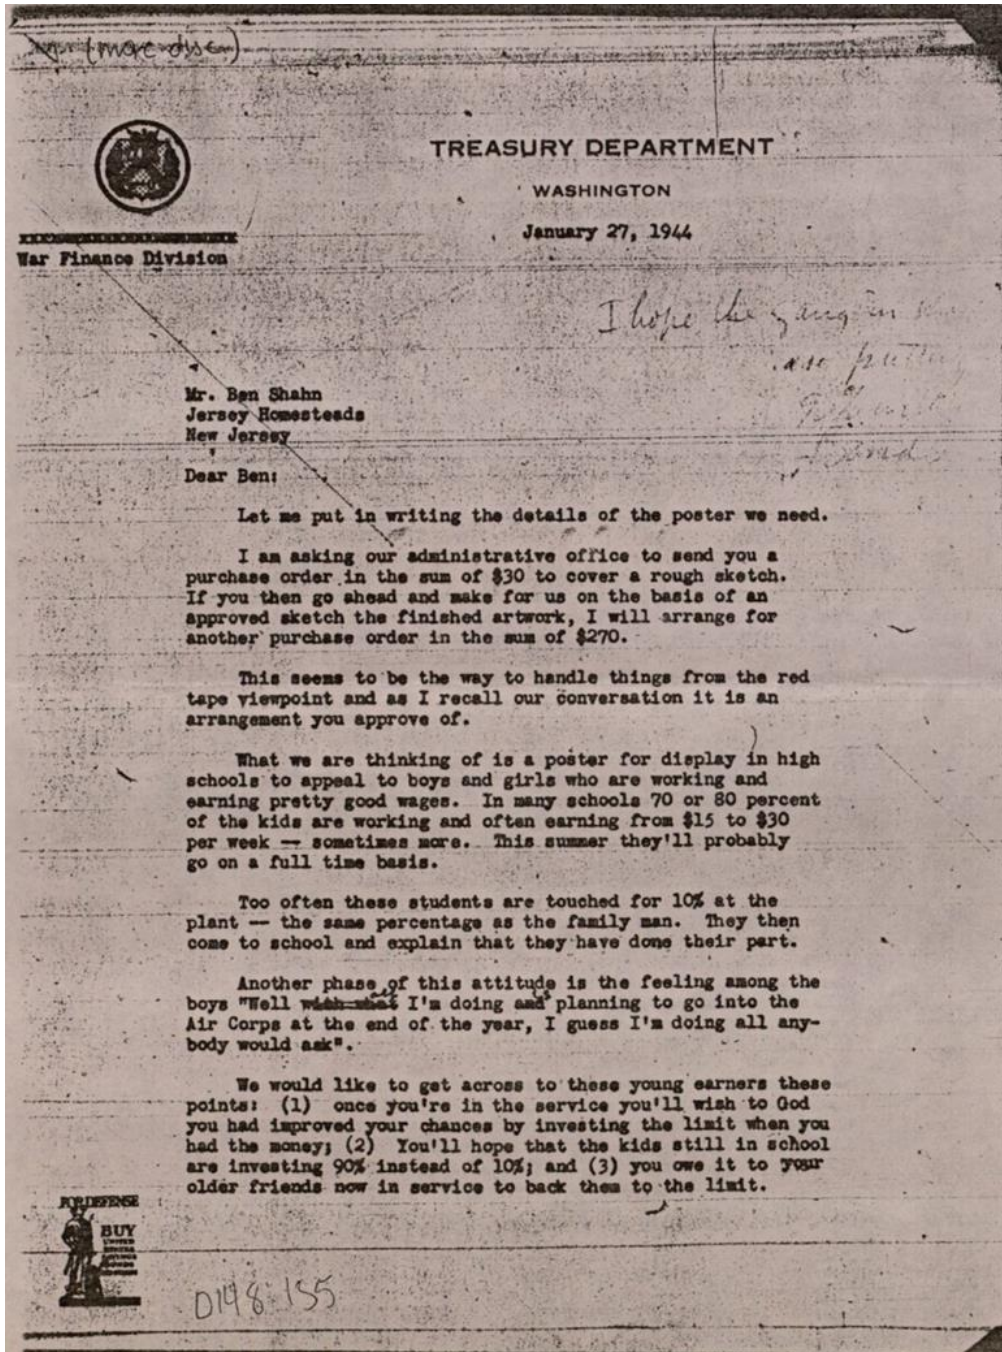 (mac disc)
TREASURY DEPARTMENT
WASHINGTON
January 27, 1944
War Finance Division
I hope the gang in
are
Mr. Ben Shahn
Jersey Homesteads
New Jersey
Dear Ben:
Let me put in writing the details of the poster we need.
I am asking our administrative office to send you a
purchase order in the sum of $30 to cover a rough sketch.
If you then go ahead and make for us on the basis of an
approved sketch the finished artwork, I will arrange for
another purchase order in the sum of $270.
This seems to be the way to handle things from the red
tape viewpoint and as I recall our conversation it is an
arrangement you approve of.
What we are thinking of is a poster for display in high
schools to appeal to boys and girls who are working and
earning pretty good wages. In many schools 70 or 80 percent
of the kids are working and often earning from $15 to $30
per week -- sometimes more. This summer they'll probably
go on a full time basis.
Too often these students are touched for 10% at the
plant -- the same percentage as the family man. They then
come to school and explain that they have done their part.
Another phase of this attitude is the feeling among the
boys "Well with what I'm doing and planning to go into the
Air Corps at the end of the year, I guess I'm doing all any-
body would ask".
We would like to get across to these young earners these
points: (1) once you're in the service you'll wish to God
you had improved your chances by investing the limit when you
had the money; (2) You'll hope that the kids still in school
are investing 90% instead of 10%; and (3) you owe it to your
older friends now in service to back them to the limit.
FOR DEFENSE
BUY
UNITED
STATES
SAVINGS
BONDS
0148-155